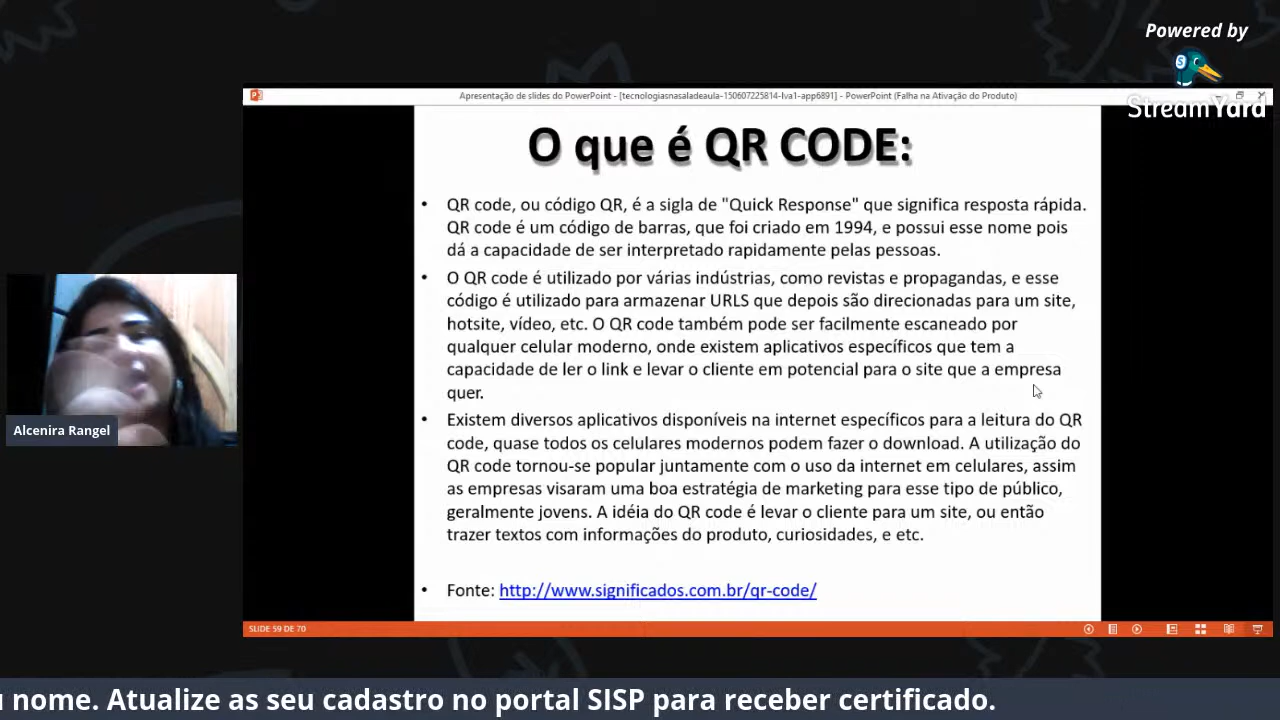 Powered by
StreamYard
Apresentação de slides do PowerPoint - [tecnologiasnasaladeaula-150607225814-lva1-app6891] - PowerPoint (Falha na Ativação do Produto)
O que é QR CODE:
• QR code, ou código QR, é a sigla de "Quick Response" que significa resposta rápida.
QR code é um código de barras, que foi criado em 1994, e possui esse nome pois
dá a capacidade de ser interpretado rapidamente pelas pessoas.
• O QR code é utilizado por várias indústrias, como revistas e propagandas, e esse
código é utilizado para armazenar URLS que depois são direcionadas para um site,
hotsite, vídeo, etc. O QR code também pode ser facilmente escaneado por
qualquer celular moderno, onde existem aplicativos específicos que tem a
capacidade de ler o link e levar o cliente em potencial para o site que a empresa
quer.
• Existem diversos aplicativos disponíveis na internet específicos para a leitura do QR
code, quase todos os celulares modernos podem fazer o download. A utilização do
QR code tornou-se popular juntamente com o uso da internet em celulares, assim
as empresas visaram uma boa estratégia de marketing para esse tipo de público,
geralmente jovens. A idéia do QR code é levar o cliente para um site, ou então
trazer textos com informações do produto, curiosidades, e etc.
• Fonte: http://www.significados.com.br/qr-code/
Alcenira Rangel
SLIDE 59 DE 70
nome. Atualize as seu cadastro no portal SISP para receber certificado.